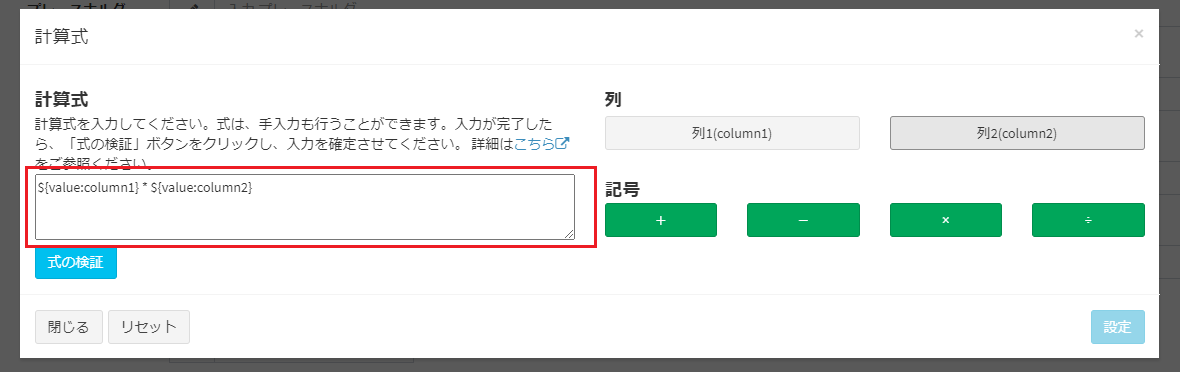 計算式
×
計算式
計算式を入力してください。式は、手入力も行うことができます。入力が完了した
ら、「式の検証」ボタンをクリックし、入力を確定させてください。 詳細はこちら
をご参照ください。
${value:column1} * ${value:column2}
式の検証
列
列1(column1)
列2(column2)
記号
+
−
×
÷
閉じる
リセット
設定